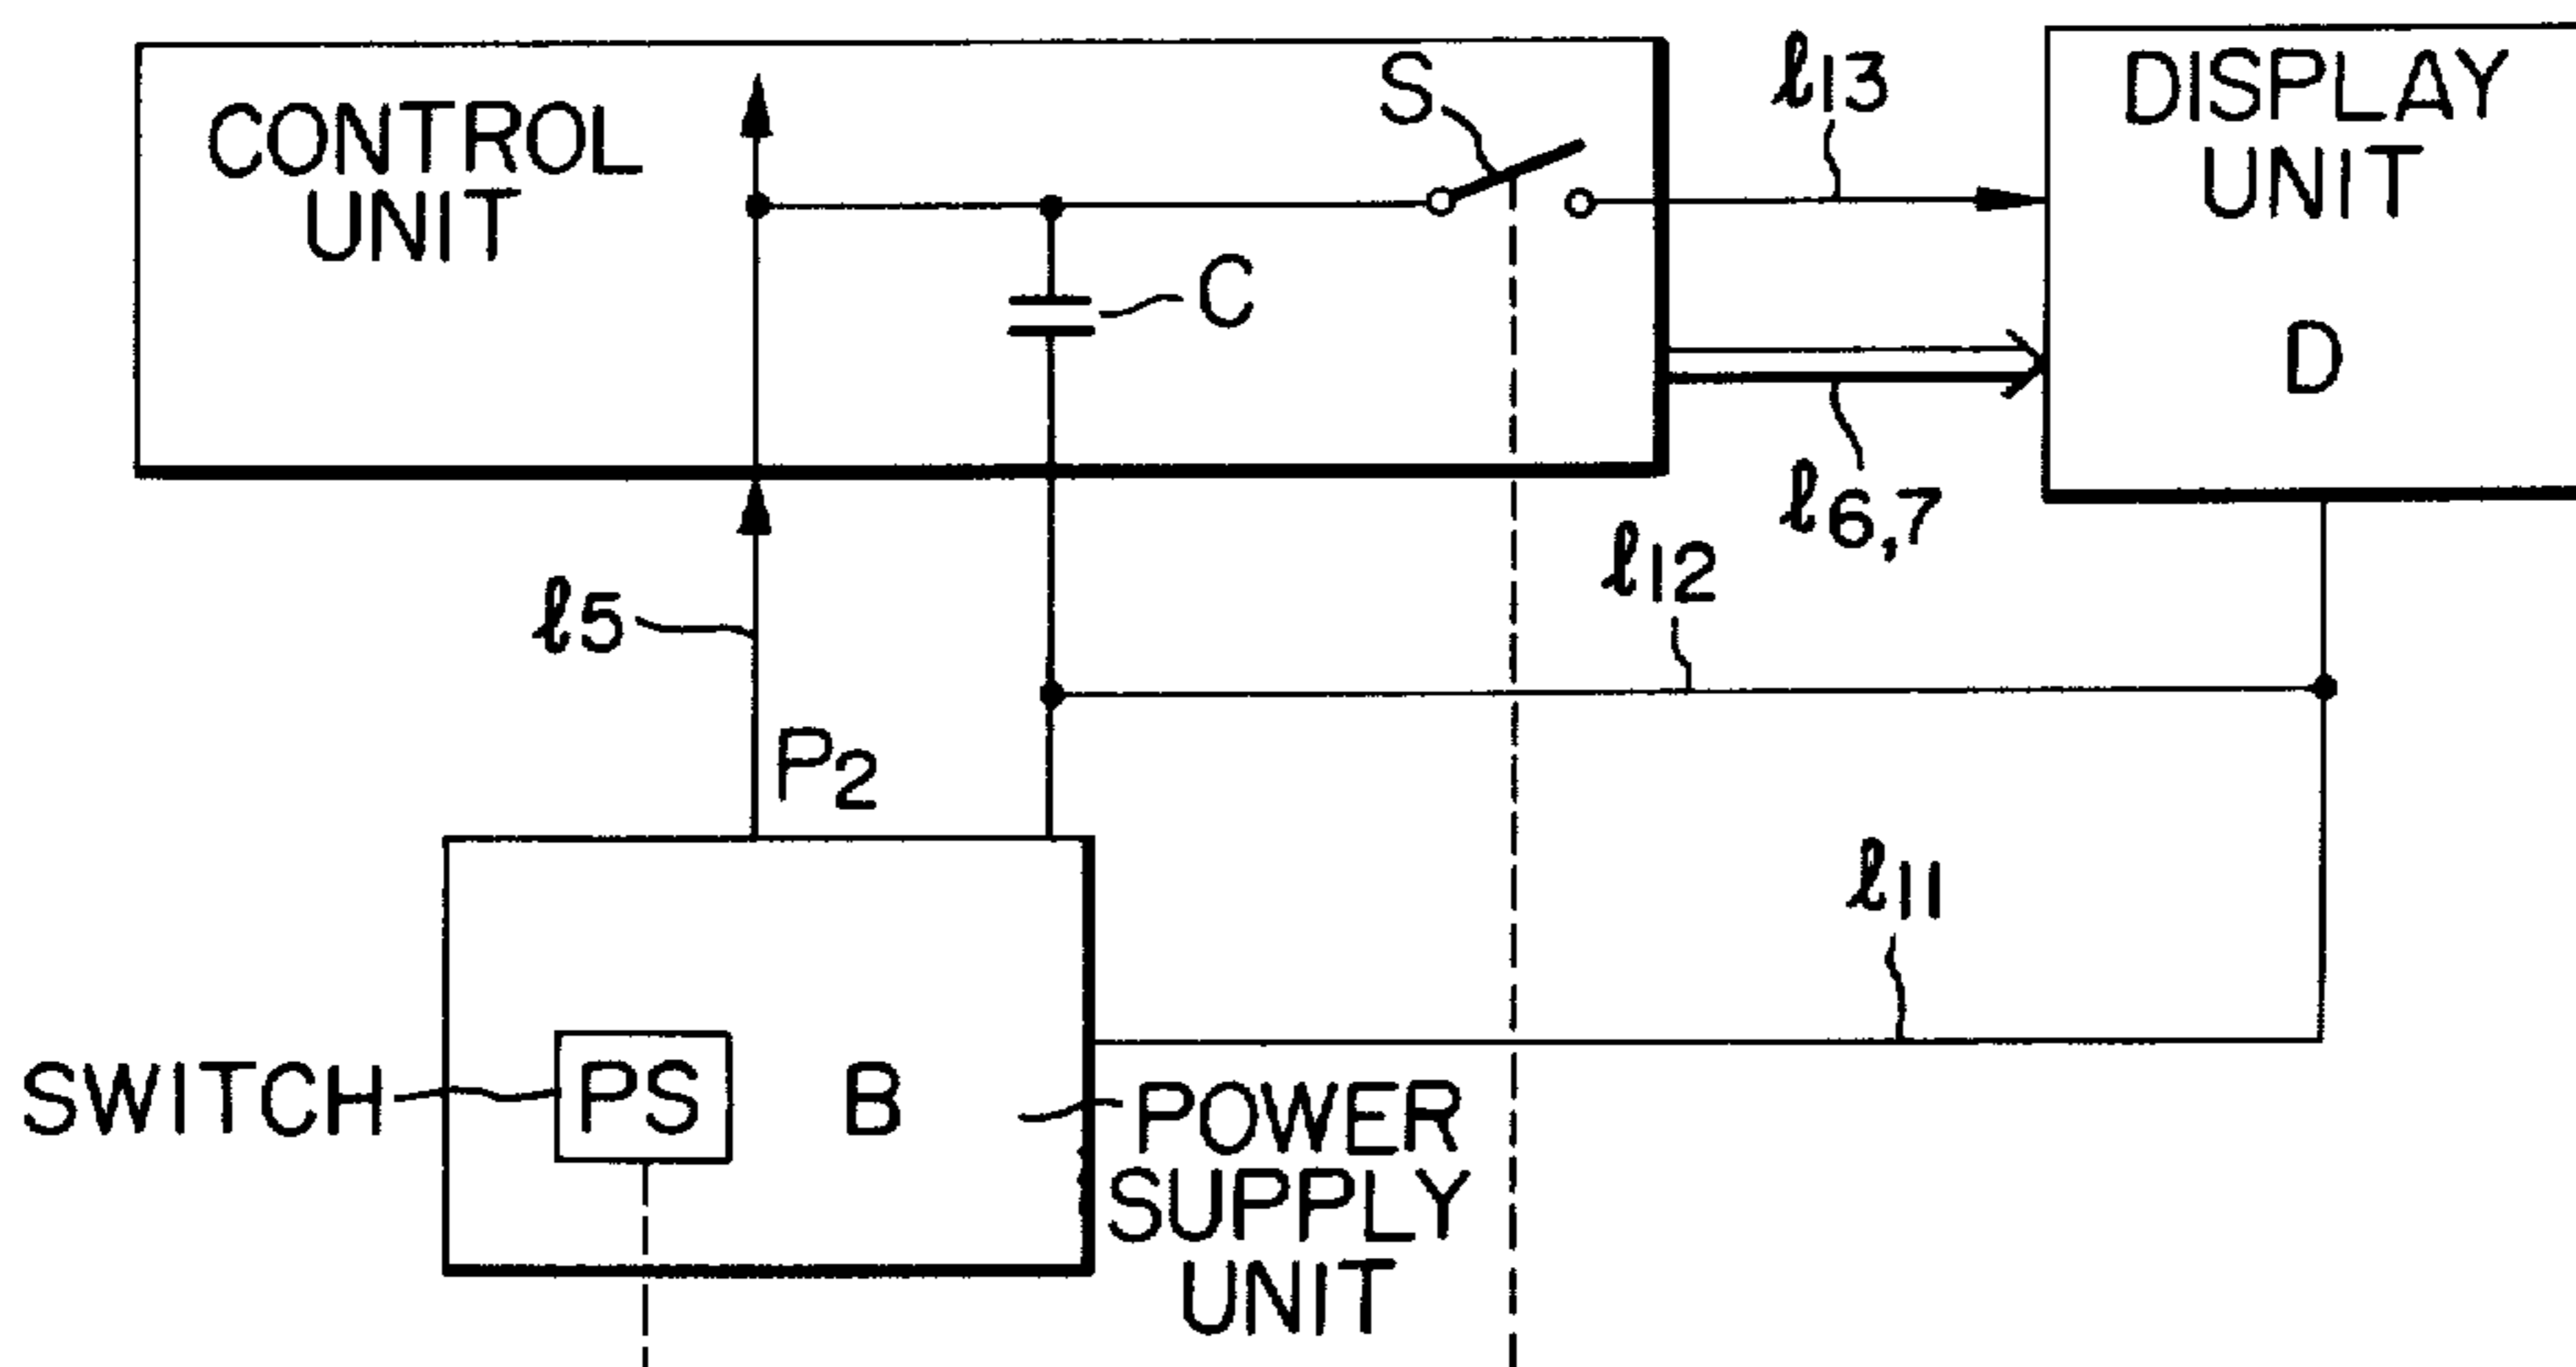 CONTROL
UNIT
S
ℓ13
DISPLAY
UNIT
C
D
ℓ6,7
ℓ12
ℓ5
P2
ℓ11
SWITCH
PS
B
POWER
SUPPLY
UNIT